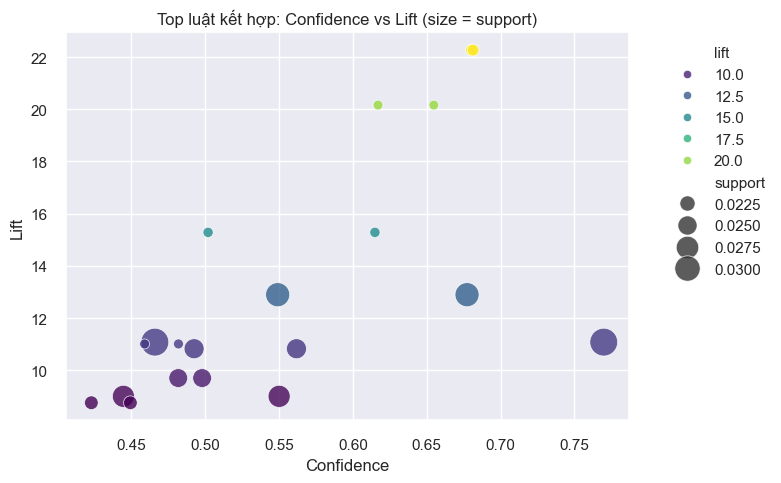 Top luật kết hợp: Confidence vs Lift (size = support)
Lift
22
20
18
16
14
12
10
0.45 0.50 0.55 0.60 0.65 0.70 0.75
Confidence
lift
10.0
12.5
15.0
17.5
20.0
support
0.0225
0.0250
0.0275
0.0300